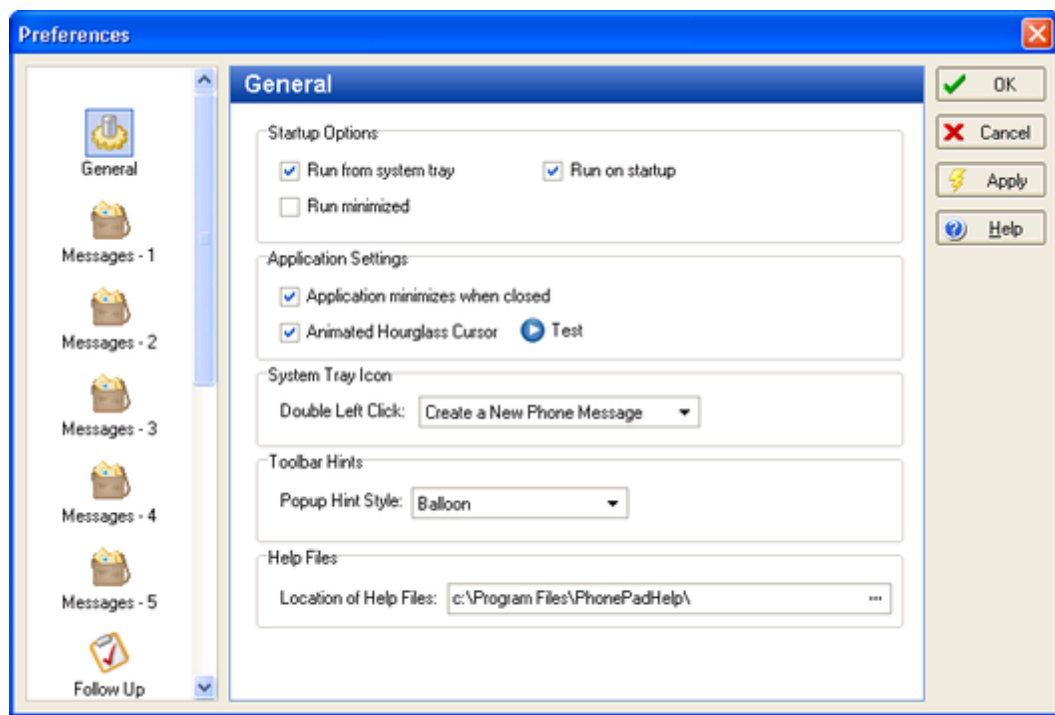 Preferences
General
Messages - 1
Messages - 2
Messages - 3
Messages - 4
Messages - 5
Follow Up
General
Startup Options
Run from system tray
Run on startup
Run minimized
Application Settings
Application minimizes when closed
Animated Hourglass Cursor
Test
System Tray Icon
Double Left Click: Create a New Phone Message
Toolbar Hints
Popup Hint Style: Balloon
Help Files
Location of Help Files: c:\Program Files\PhonePadHelp\ ...
OK
Cancel
Apply
Help